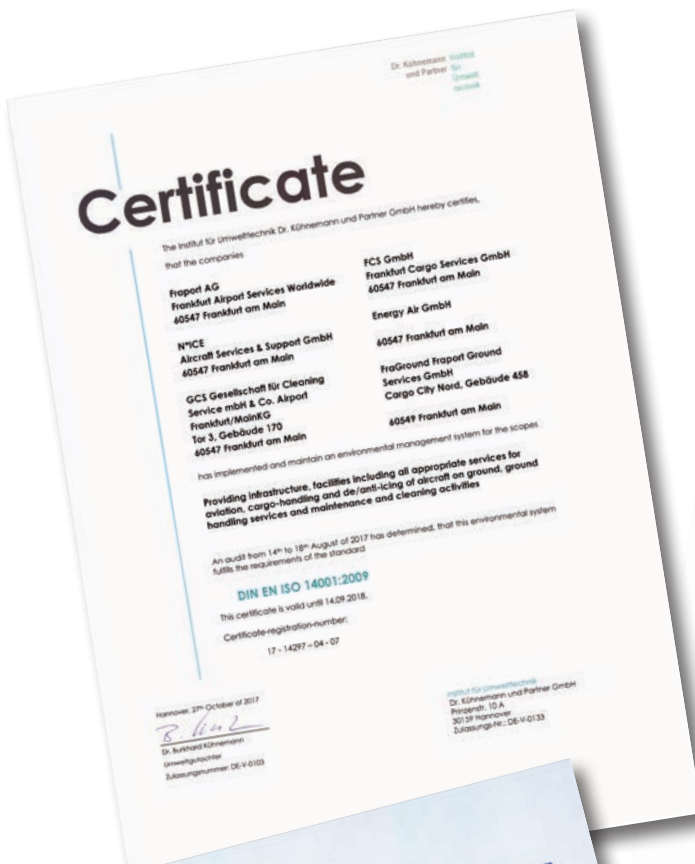 Dr. Kühnemann
und Partner
Institut
für
Umwelt
technik
Certificate
The Institut für Umwelttechnik Dr. Kühnemann und Partner GmbH hereby certifies,
that the companies
Fraport AG
Frankfurt Airport Services Worldwide
60547 Frankfurt am Main
N*ICE
Aircraft Services & Support GmbH
60547 Frankfurt am Main
GCS Gesellschaft für Cleaning
Service mbH & Co. Airport
Frankfurt/MainKG
Tor 3, Gebäude 170
60547 Frankfurt am Main
FCS GmbH
Frankfurt Cargo Services GmbH
60547 Frankfurt am Main
Energy Air GmbH
60547 Frankfurt am Main
FraGround Fraport Ground
Services GmbH
Cargo City Nord, Gebäude 458
60549 Frankfurt am Main
has implemented and maintain an environmental management system for the scopes
Providing infrastructure, facilities including all appropriate services for
aviation, cargo-handling and de/anti-icing of aircraft on ground, ground
handling services and maintenance and cleaning activities
An audit from 14th to 18th August of 2017 has determined, that this environmental system
fulfills the requirements of the standard
DIN EN ISO 14001:2009
This certificate is valid until 14.09.2018.
Certificate-registration-number:
17 - 14297 – 04 - 07
Hannover, 27th October of 2017
Dr. Burkhard Kühnemann
Umweltgutachter
Zulassungsnummer: DE-V-0103
Institut für Umwelttechnik
Dr. Kühnemann und Partner GmbH
Prinzenstr. 10 A
30159 Hannover
Zulassungs-Nr.: DE-V-0133